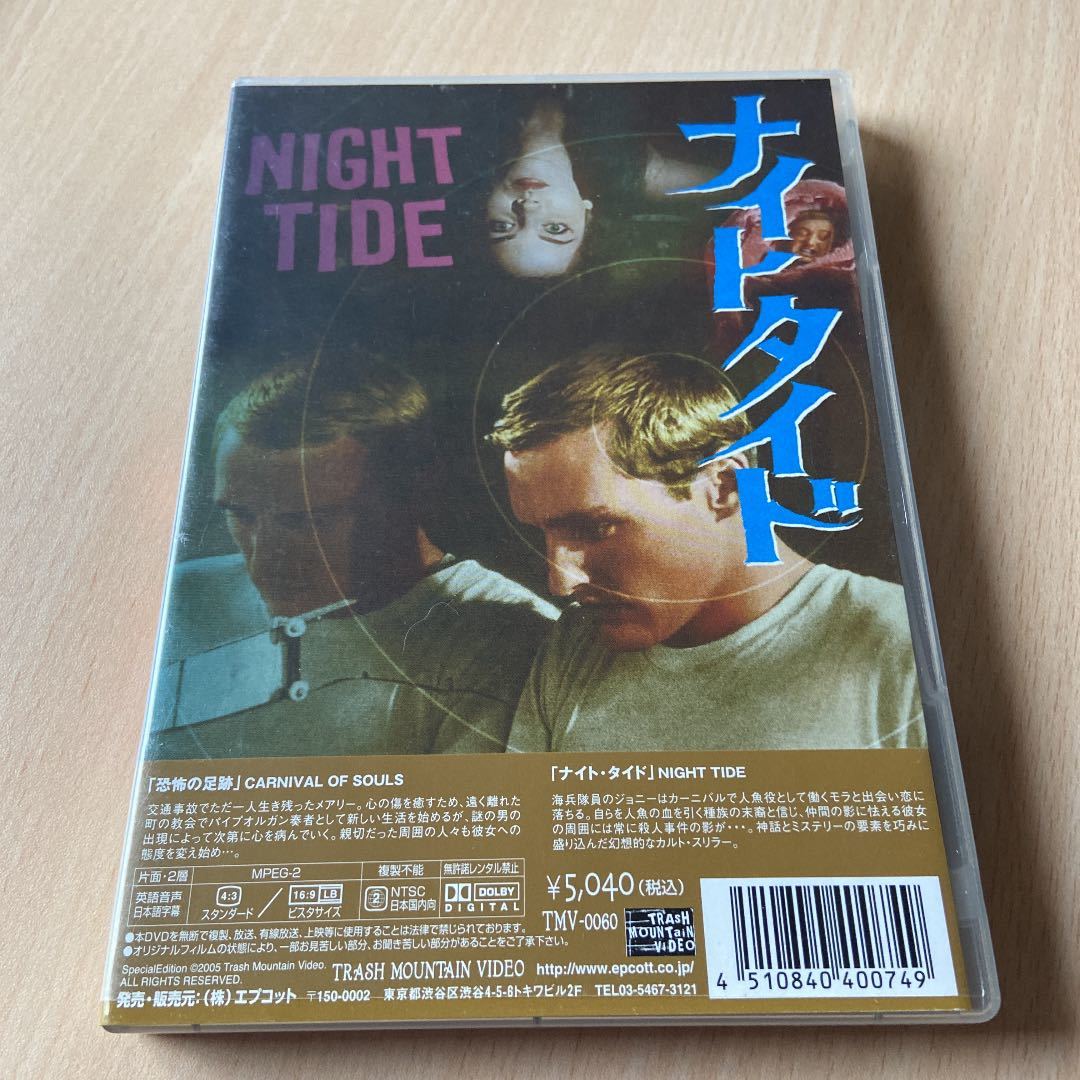 NIGHT
TIDE
ナイトタイド
「恐怖の足跡」CARNIVAL OF SOULS
交通事故でただ一人生き残ったメアリー。心の傷を癒すため、遠く離れた
町の教会でパイプオルガン奏者として新しい生活を始めるが、謎の男の
出現によって次第に心を病んでいく。親切だった周囲の人々も彼女への
態度を変え始め…。
「ナイト・タイド」NIGHT TIDE
海兵隊員のジョニーはカーニバルで人魚役として働くモラと出会い恋に
落ちる。自らを人魚の血を引く種族の末裔と信じ、仲間の影に怯える彼女
の周囲には常に殺人事件の影が・・・。神話とミステリーの要素を巧みに
盛り込んだ幻想的なカルト・スリラー。
片面・2層 MPEG-2 複製不能 無許諾レンタル禁止
英語音声
日本語字幕
4:3
スタンダード
16:9 LB
ビスタサイズ
2
NTSC
日本国内向
DOLBY
DIGITAL
¥5,040(税込)
TMV-0060
TRASH
MOUNTAIN
VIDEO
●本DVDを無断で複製、放送、有線放送、上映等に使用することは法律で禁じられております。
●オリジナルフィルムの状態により、一部お見苦しい部分、お聞き苦しい部分があることをご了承下さい。
SpecialEdition ©2005 Trash Mountain Video.
ALL RIGHTS RESERVED.
TRASH MOUNTAIN VIDEO http://www.epcott.co.jp/
発売・販売元:(株)エプコット 〒150-0002 東京都渋谷区渋谷4-5-8トキワビル2F TEL03-5467-3121
4 510840 400749